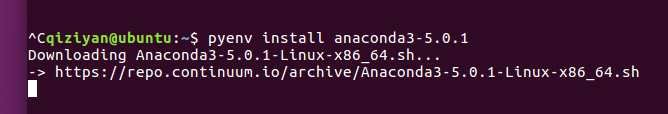 ^Cqiziyan@ubuntu:~$ pyenv install anaconda3-5.0.1
Downloading Anaconda3-5.0.1-Linux-x86_64.sh...
-> https://repo.continuum.io/archive/Anaconda3-5.0.1-Linux-x86_64.sh